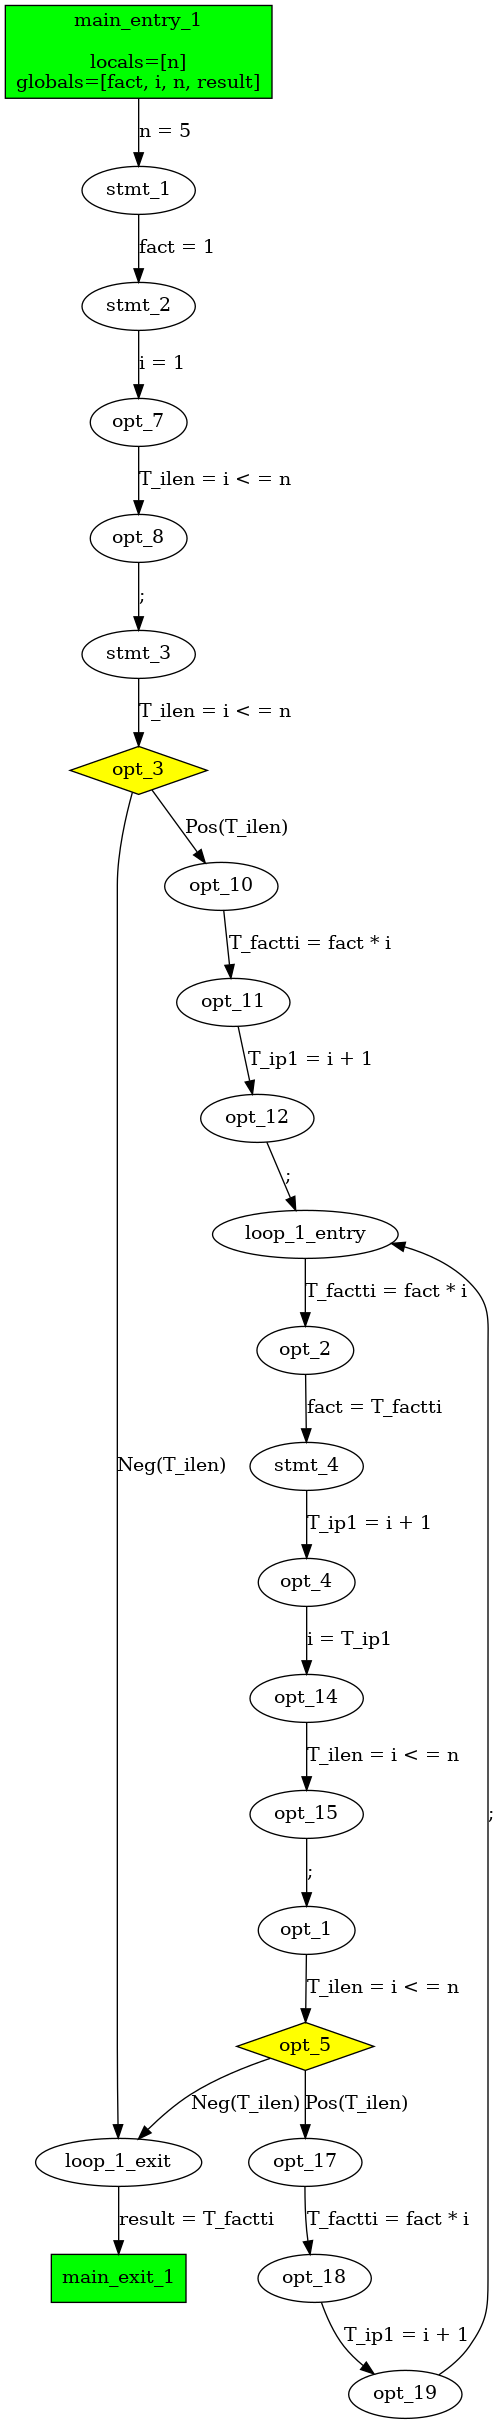 main_entry_1
locals=[n]
globals=[fact, i, n, result]
n = 5
stmt_1
fact = 1
stmt_2
i = 1
opt_7
T_ilen = i < = n
opt_8
;
stmt_3
T_ilen = i < = n
opt_3
Pos(T_ilen)
opt_10
T_factti = fact * i
opt_11
T_ip1 = i + 1
opt_12
;
loop_1_entry
T_factti = fact * i
opt_2
fact = T_factti
Neg(T_ilen)
stmt_4
T_ip1 = i + 1
opt_4
i = T_ip1
opt_14
T_ilen = i < = n
opt_15
;
;
opt_1
T_ilen = i < = n
opt_5
Neg(T_ilen)
Pos(T_ilen)
loop_1_exit
opt_17
result = T_factti
T_factti = fact * i
main_exit_1
opt_18
T_ip1 = i + 1
opt_19